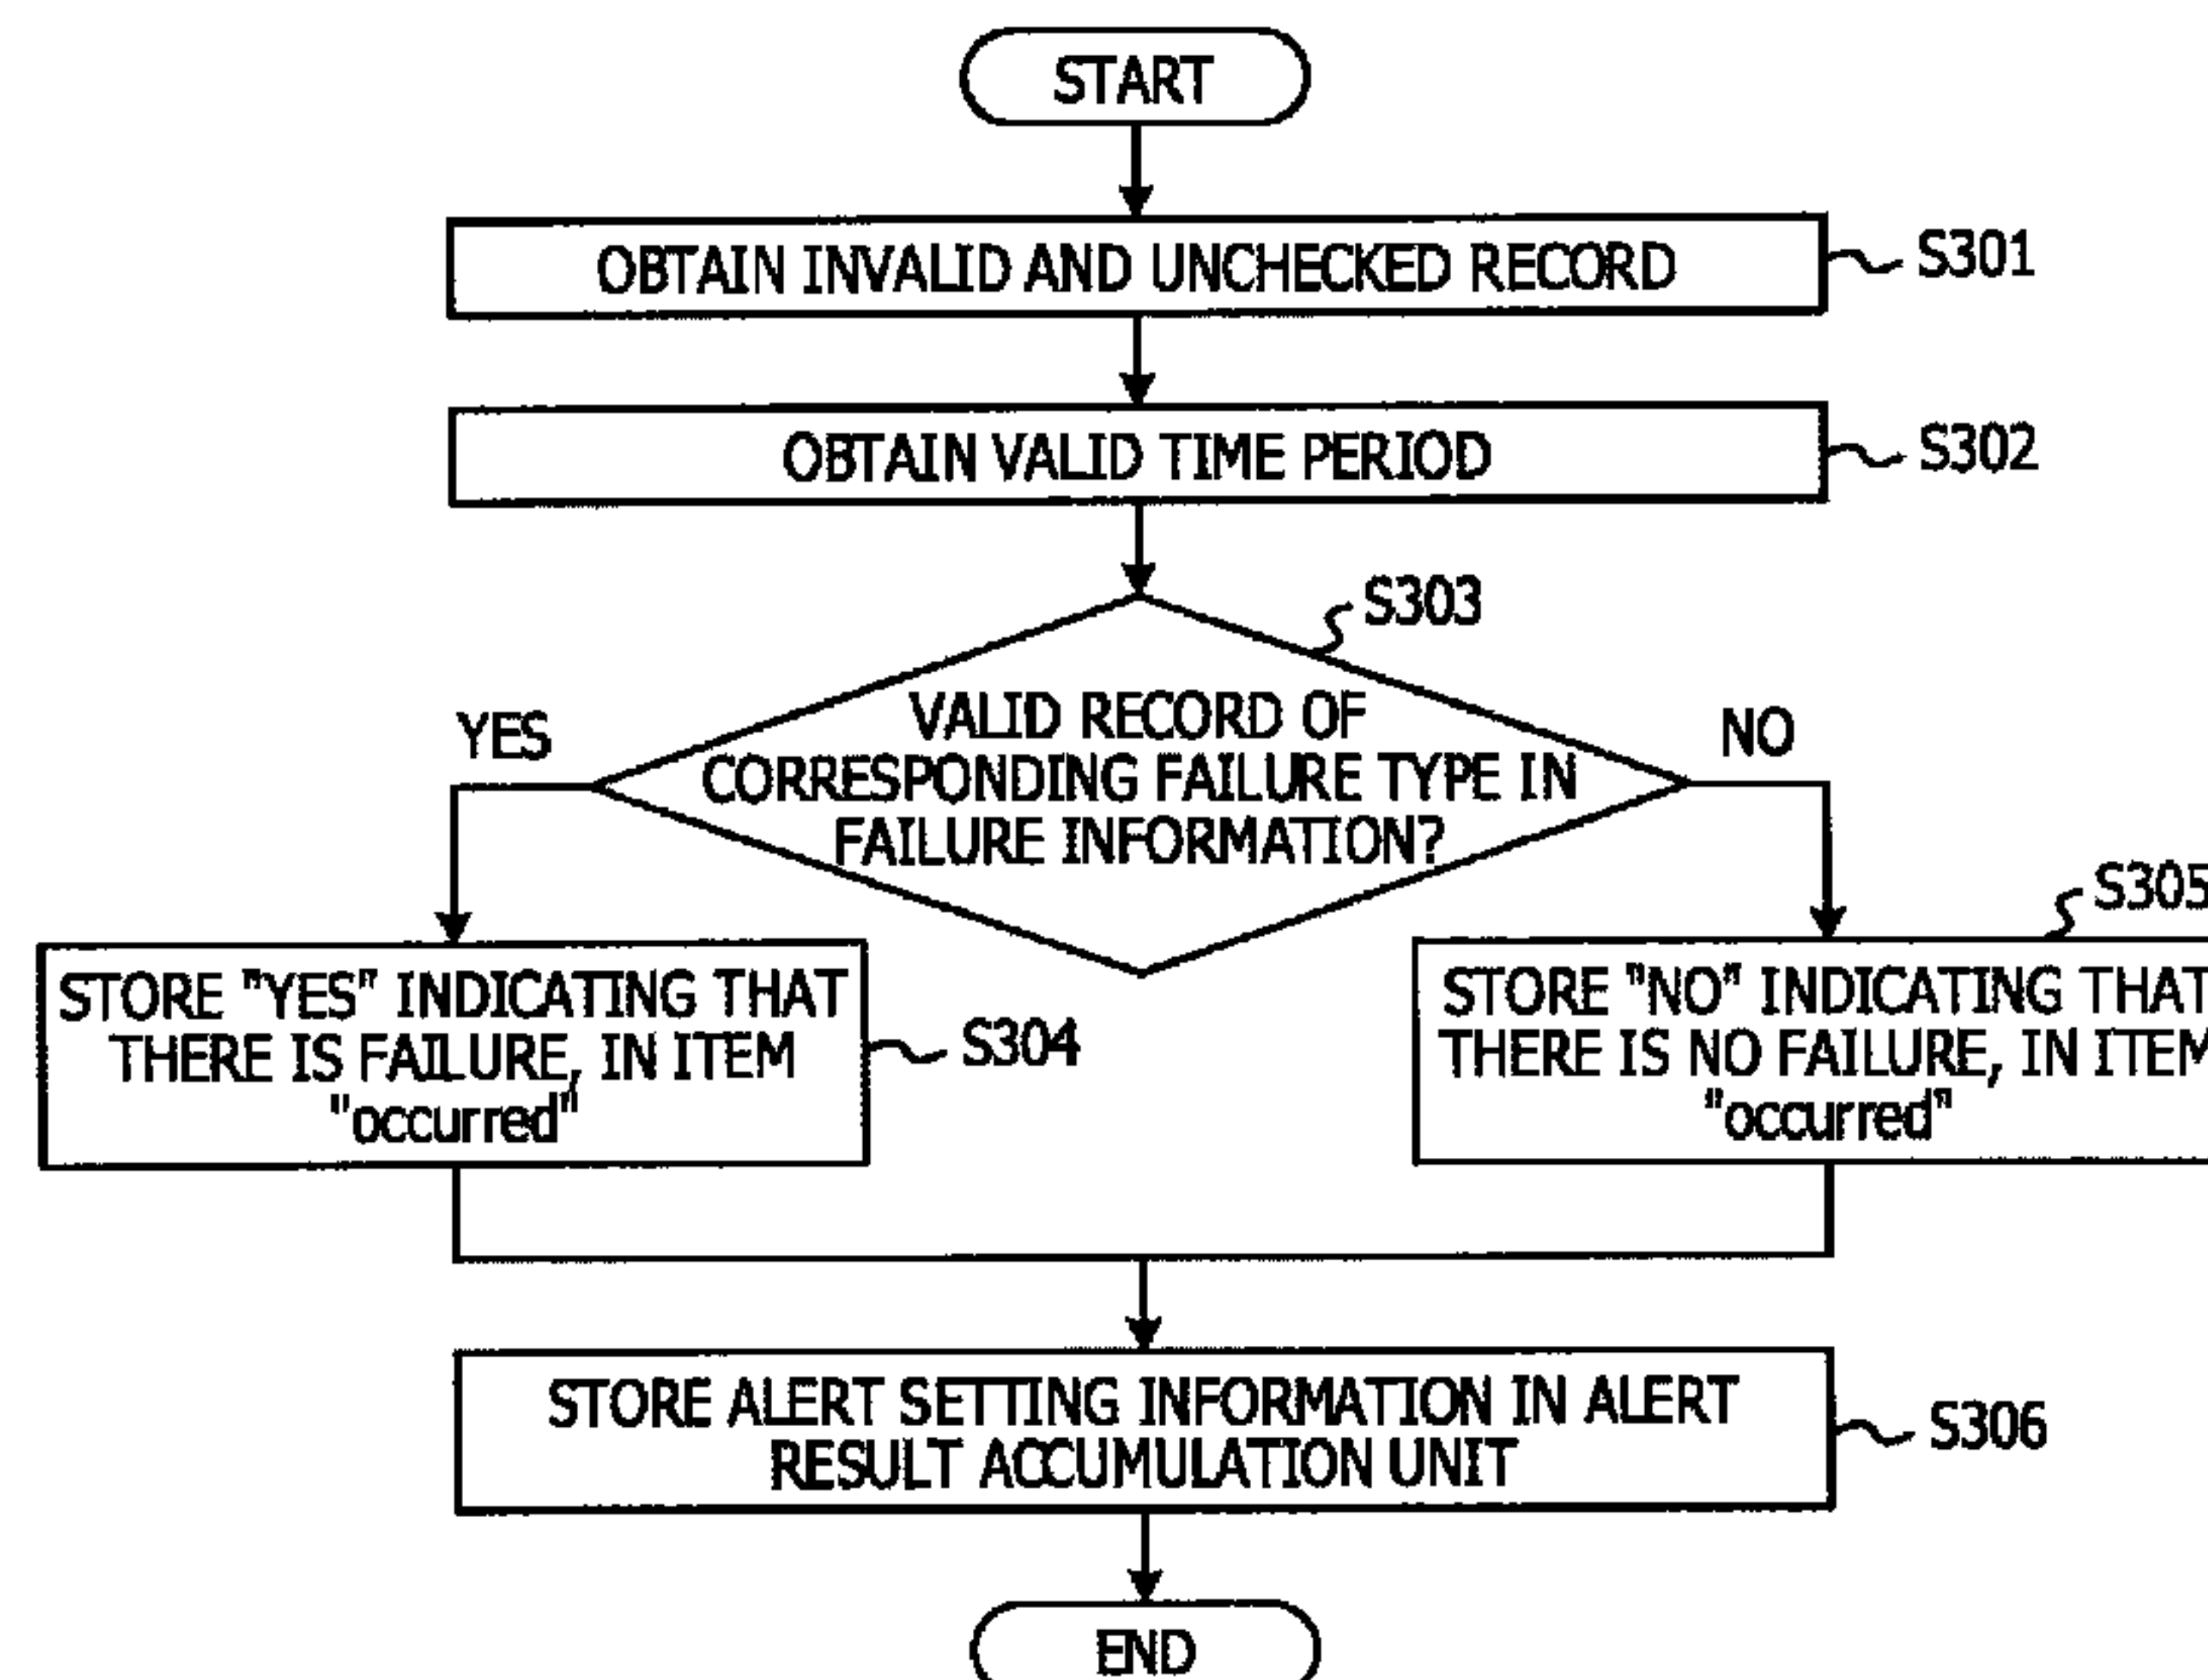 START
OBTAIN INVALID AND UNCHECKED RECORD
S301
OBTAIN VALID TIME PERIOD
S302
S303
VALID RECORD OF
CORRESPONDING FAILURE TYPE IN
FAILURE INFORMATION?
YES
NO
STORE "YES" INDICATING THAT
THERE IS FAILURE, IN ITEM
"occurred"
S304
S305
STORE "NO" INDICATING THAT
THERE IS NO FAILURE, IN ITEM
"occurred"
STORE ALERT SETTING INFORMATION IN ALERT
RESULT ACCUMULATION UNIT
S306
END